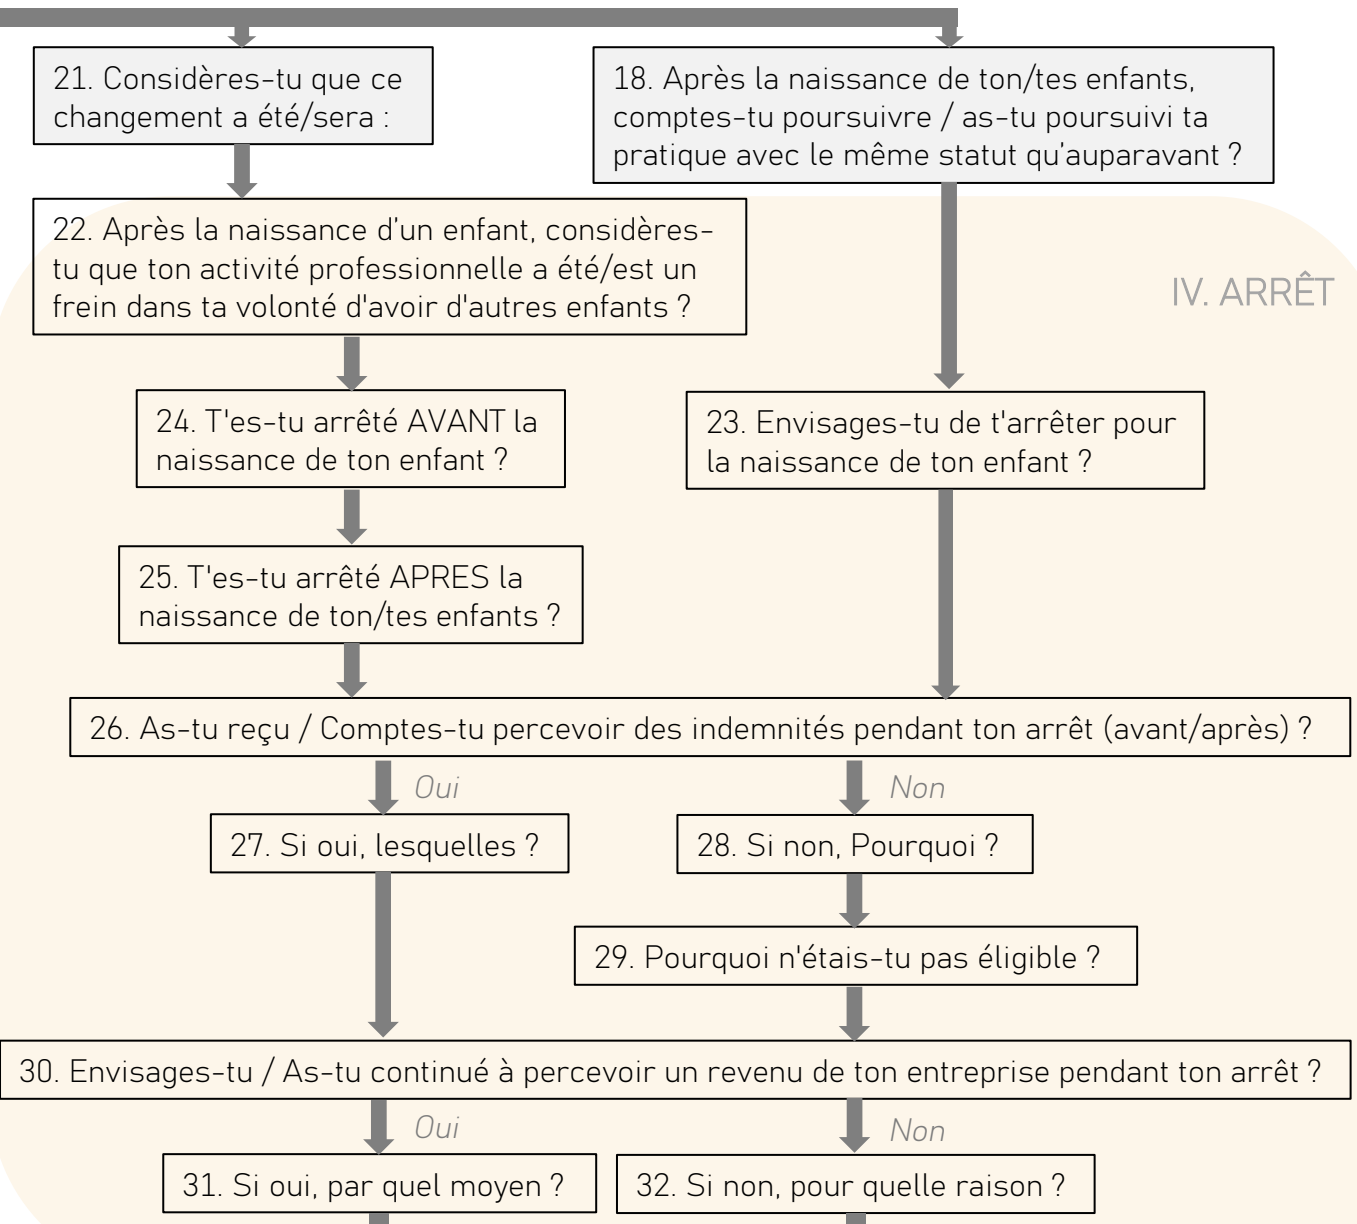 21. Considères-tu que ce
changement a été/sera :
18. Après la naissance de ton/tes enfants,
comptes-tu poursuivre / as-tu poursuivi ta
pratique avec le même statut qu'auparavant ?
22. Après la naissance d'un enfant, considères-
tu que ton activité professionnelle a été/est un
frein dans ta volonté d'avoir d'autres enfants ?
IV. ARRÊT
24. T'es-tu arrêté AVANT la
naissance de ton enfant ?
23. Envisages-tu de t'arrêter pour
la naissance de ton enfant ?
25. T'es-tu arrêté APRES la
naissance de ton/tes enfants ?
26. As-tu reçu / Comptes-tu percevoir des indemnités pendant ton arrêt (avant/après) ?
Oui
Non
27. Si oui, lesquelles ?
28. Si non, Pourquoi ?
29. Pourquoi n'étais-tu pas éligible ?
30. Envisages-tu / As-tu continué à percevoir un revenu de ton entreprise pendant ton arrêt ?
Oui
Non
31. Si oui, par quel moyen ?
32. Si non, pour quelle raison ?